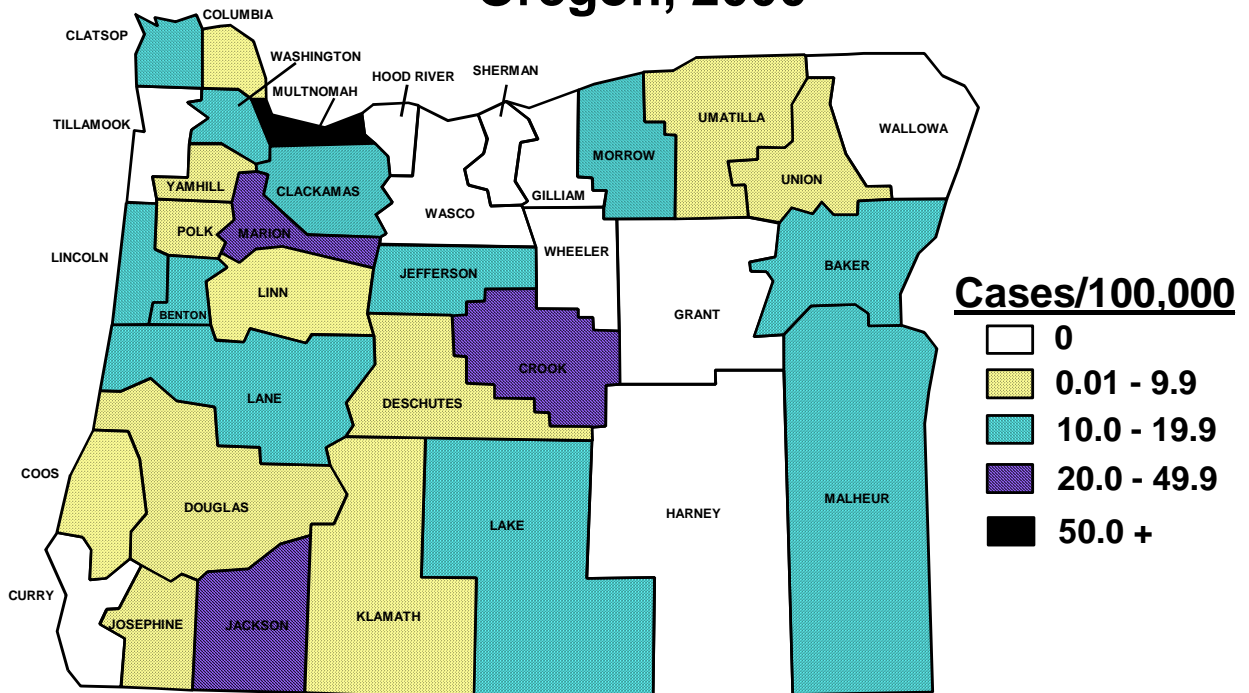 COLUMBIA
CLATSOP
WASHINGTON
HOOD RIVER
SHERMAN
MULTNOMAH
TILLAMOOK
UMATILLA
WALLOWA
MORROW
YAMHILL
CLACKAMAS
UNION
GILLIAM
WASCO
POLK
MARION
WHEELER
LINCOLN
JEFFERSON
BAKER
LINN
BENTON
GRANT
CROOK
LANE
DESCHUTES
COOS
DOUGLAS
LAKE
HARNEY
MALHEUR
CURRY
JOSEPHINE
JACKSON
KLAMATH
Cases/100,000
0
0.01 - 9.9
10.0 - 19.9
20.0 - 49.9
50.0 +